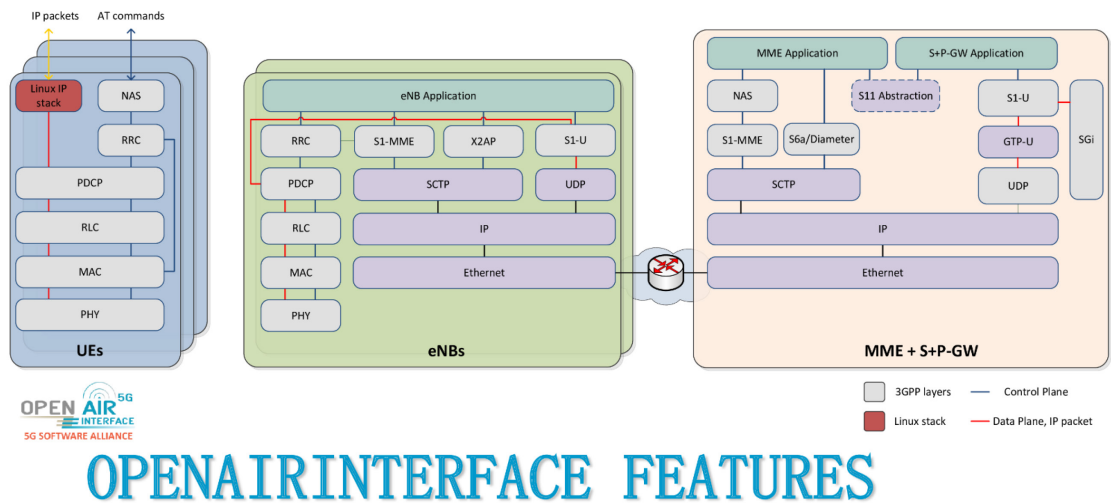 IP packets
AT commands
Linux IP
stack
NAS
RRC
PDCP
RLC
MAC
PHY
UEs
eNB Application
RRC
S1-MME
X2AP
S1-U
PDCP
SCTP
UDP
RLC
IP
MAC
Ethernet
PHY
eNBs
MME Application
S+P-GW Application
NAS
S11 Abstraction
S1-U
S1-MME
S6a/Diameter
GTP-U
SGi
SCTP
UDP
IP
Ethernet
MME + S+P-GW
3GPP layers
Control Plane
Linux stack
Data Plane, IP packet
OPEN AIR 5G
INTERFACE
5G SOFTWARE ALLIANCE
OPENAIRINTERFACE FEATURES